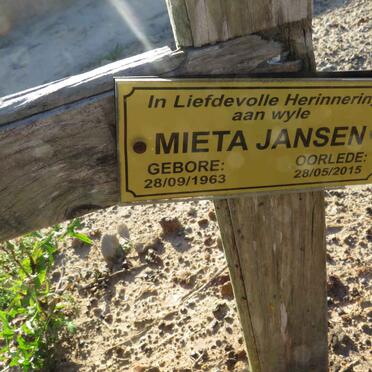 In Liefdevolle Herinnering
aan wyle
MIETA JANSEN
GEBORE: OORLEDE:
28/09/1963 28/05/2015